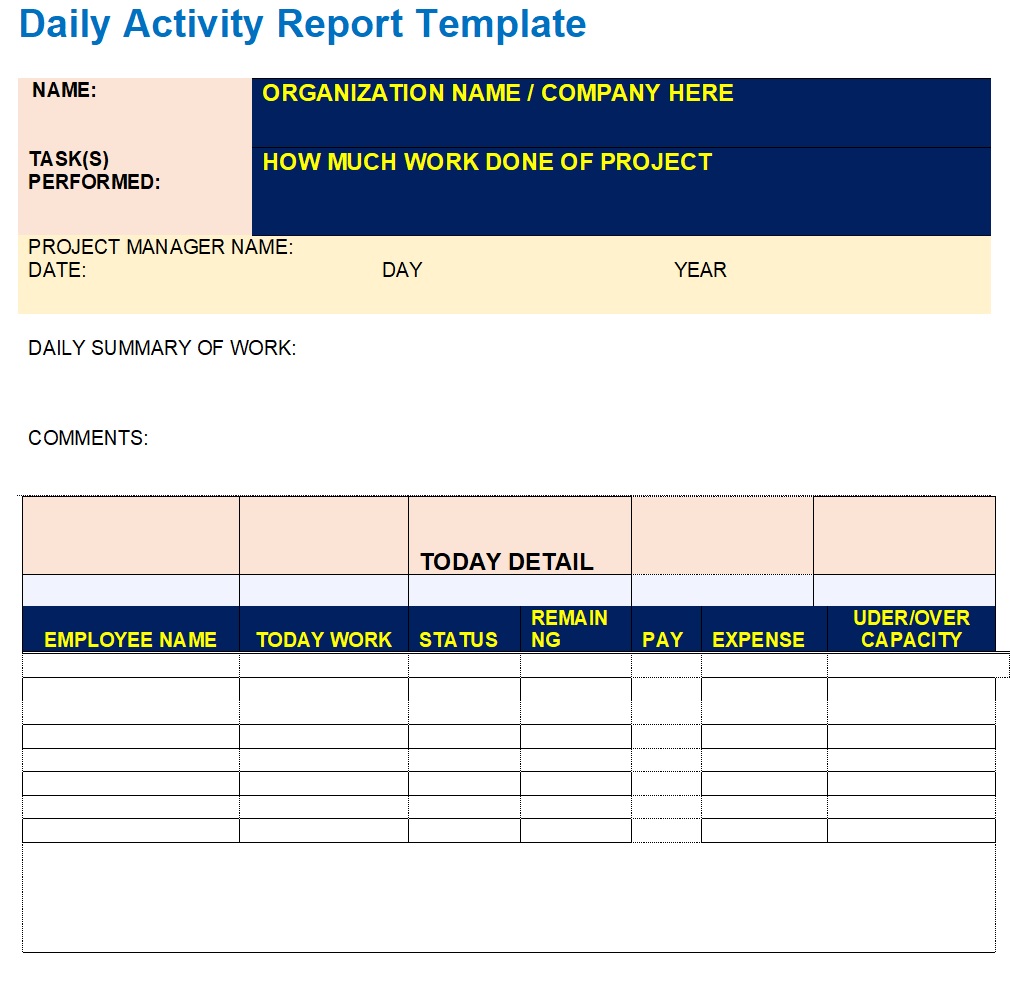 Daily Activity Report Template
NAME:
ORGANIZATION NAME / COMPANY HERE
TASK(S)
PERFORMED:
HOW MUCH WORK DONE OF PROJECT
PROJECT MANAGER NAME:
DATE: DAY YEAR
DAILY SUMMARY OF WORK:
COMMENTS:
TODAY DETAIL
EMPLOYEE NAME
TODAY WORK
STATUS
REMAIN
NG
PAY
EXPENSE
UDER/OVER
CAPACITY